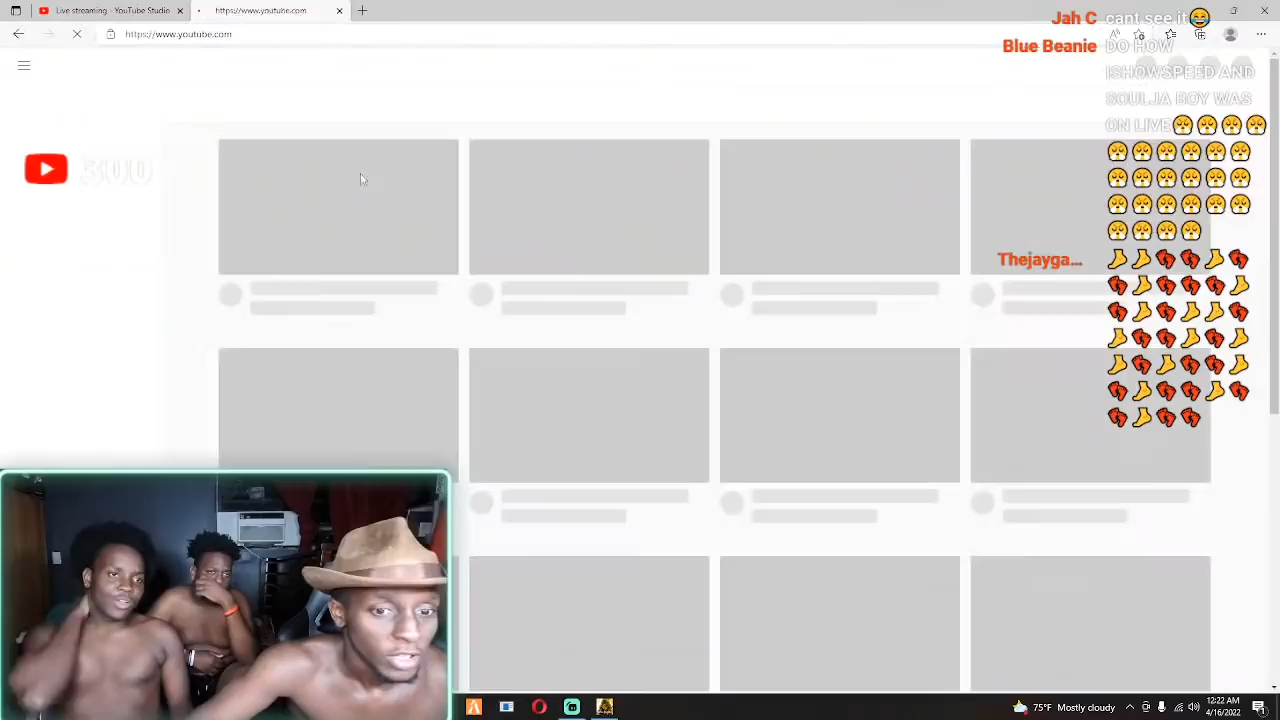 Live streaming - YouTube Studio
https://www.youtube.com
https://www.youtube.com
Jah C cant see it😂
Blue Beanie DO HOW
ISHOWSPEED AND
SOULJA BOY WAS
ON LIVE
300
Thejayga...
75°F Mostly cloudy
12:22 AM
4/16/2022